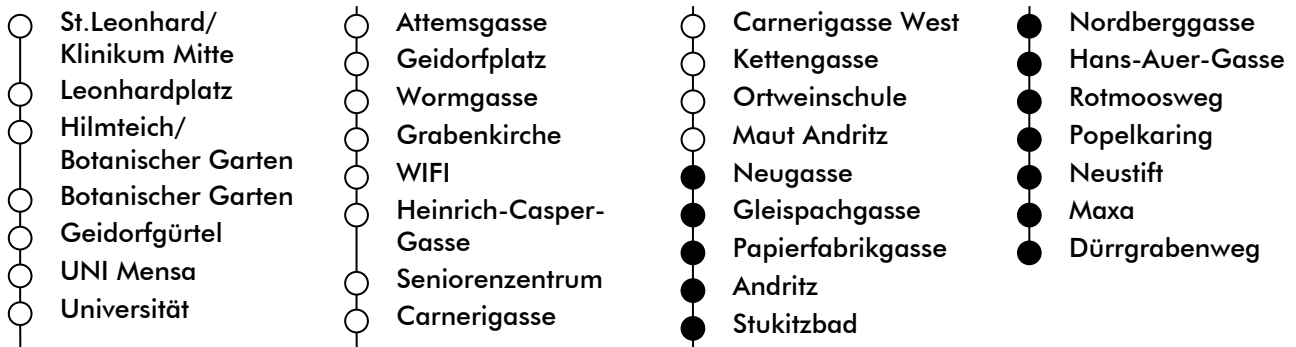 St.Leonhard/
Klinikum Mitte
Leonhardplatz
Hilmteich/
Botanischer Garten
Botanischer Garten
Geidorfgürtel
UNI Mensa
Universität
Attemsgasse
Geidorfplatz
Wormgasse
Grabenkirche
WIFI
Heinrich-Casper-
Gasse
Seniorenzentrum
Carnerigasse
Carnerigasse West
Kettengasse
Ortweinschule
Maut Andritz
Neugasse
Gleispachgasse
Papierfabrikgasse
Andritz
Stukitzbad
Nordberggasse
Hans-Auer-Gasse
Rotmoosweg
Popelkaring
Neustift
Maxa
Dürrgrabenweg